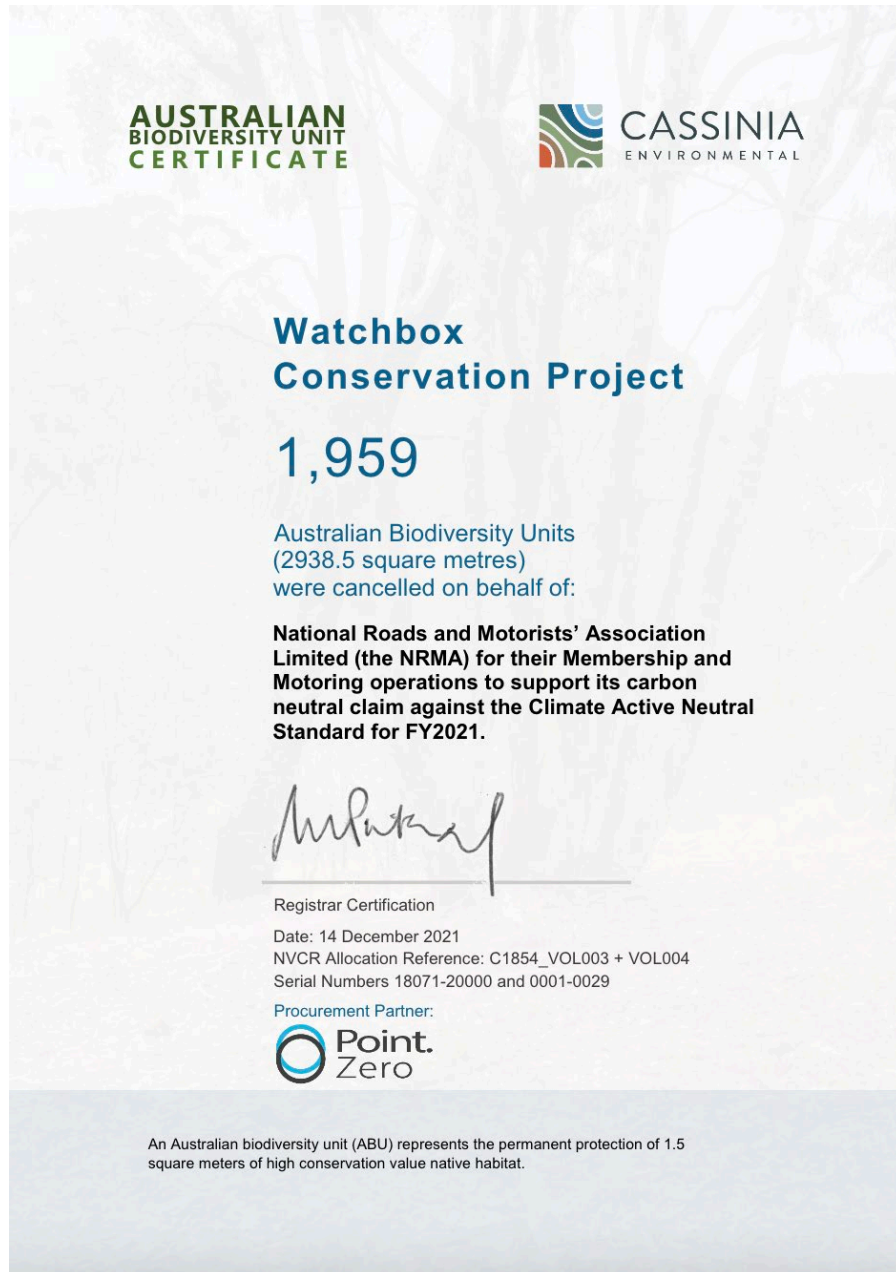 AUSTRALIAN
BIODIVERSITY UNIT
CERTIFICATE
CASSINIA
ENVIRONMENTAL
Watchbox
Conservation Project
1,959
Australian Biodiversity Units
(2938.5 square metres)
were cancelled on behalf of:
National Roads and Motorists’ Association
Limited (the NRMA) for their Membership and
Motoring operations to support its carbon
neutral claim against the Climate Active Neutral
Standard for FY2021.
Registrar Certification
Date: 14 December 2021
NVCR Allocation Reference: C1854_VOL003 + VOL004
Serial Numbers 18071-20000 and 0001-0029
Procurement Partner:
Point.
Zero
An Australian biodiversity unit (ABU) represents the permanent protection of 1.5
square meters of high conservation value native habitat.